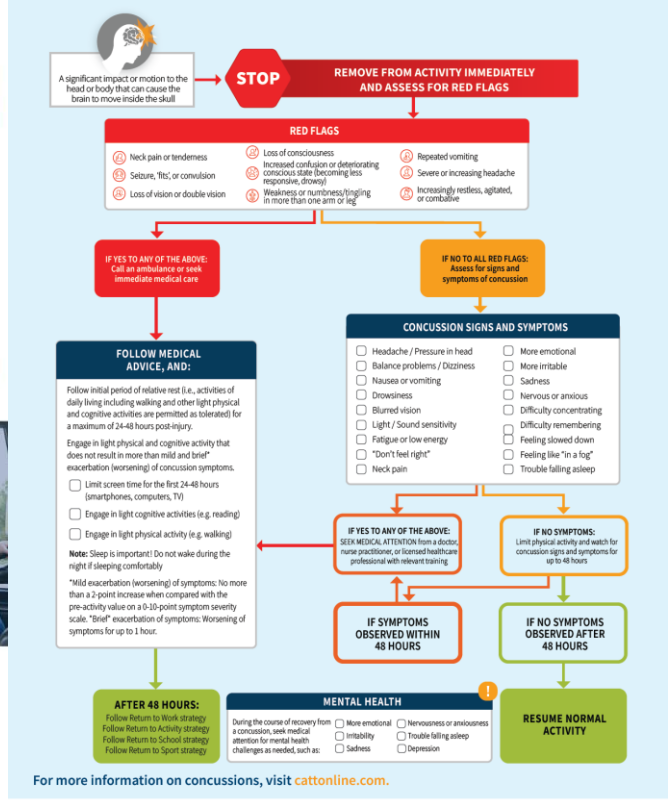 A significant impact or motion to the
head or body that can cause the
brain to move inside the skull
STOP
REMOVE FROM ACTIVITY IMMEDIATELY
AND ASSESS FOR RED FLAGS
RED FLAGS
Neck pain or tenderness
Seizure, 'fits', or convulsion
Loss of vision or double vision
Loss of consciousness
Increased confusion or deteriorating
conscious state (becoming less
responsive, drowsy)
Weakness or numbness/tingling
in more than one arm or leg
Repeated vomiting
Severe or increasing headache
Increasingly restless, agitated,
or combative
IF YES TO ANY OF THE ABOVE:
Call an ambulance or seek
immediate medical care
IF NO TO ALL RED FLAGS:
Assess for signs and
symptoms of concussion
FOLLOW MEDICAL
ADVICE, AND:
Follow initial period of relative rest (i.e., activities of
daily living including walking and other light physical
and cognitive activities are permitted as tolerated) for
a maximum of 24-48 hours post-injury.
Engage in light physical and cognitive activity that
does not result in more than mild and brief*
exacerbation (worsening) of concussion symptoms.
Limit screen time for the first 24-48 hours
(smartphones, computers, TV)
Engage in light cognitive activities (e.g. reading)
Engage in light physical activity (e.g. walking)
Note: Sleep is important! Do not wake during the
night if sleeping comfortably
*Mild exacerbation (worsening) of symptoms: No more
than a 2-point increase when compared with the
pre-activity value on a 0-10-point symptom severity
scale. "Brief" exacerbation of symptoms: Worsening of
symptoms for up to 1 hour.
CONCUSSION SIGNS AND SYMPTOMS
Headache / Pressure in head
Balance problems / Dizziness
Nausea or vomiting
Drowsiness
Blurred vision
Light / Sound sensitivity
Fatigue or low energy
"Don't feel right"
Neck pain
More emotional
More irritable
Sadness
Nervous or anxious
Difficulty concentrating
Difficulty remembering
Feeling slowed down
Feeling like "in a fog"
Trouble falling asleep
IF YES TO ANY OF THE ABOVE:
SEEK MEDICAL ATTENTION from a doctor,
nurse practitioner, or licensed healthcare
professional with relevant training
IF NO SYMPTOMS:
Limit physical activity and watch for
concussion signs and symptoms for
up to 48 hours
IF SYMPTOMS
OBSERVED WITHIN
48 HOURS
IF NO SYMPTOMS
OBSERVED AFTER
48 HOURS
AFTER 48 HOURS:
Follow Return to Work strategy
Follow Return to Activity strategy
Follow Return to School strategy
Follow Return to Sport strategy
MENTAL HEALTH
!
During the course of recovery from
a concussion, seek medical
attention for mental health
challenges as needed, such as:
More emotional
Irritability
Sadness
Nervousness or anxiousness
Trouble falling asleep
Depression
RESUME NORMAL
ACTIVITY
For more information on concussions, visit cattonline.com.